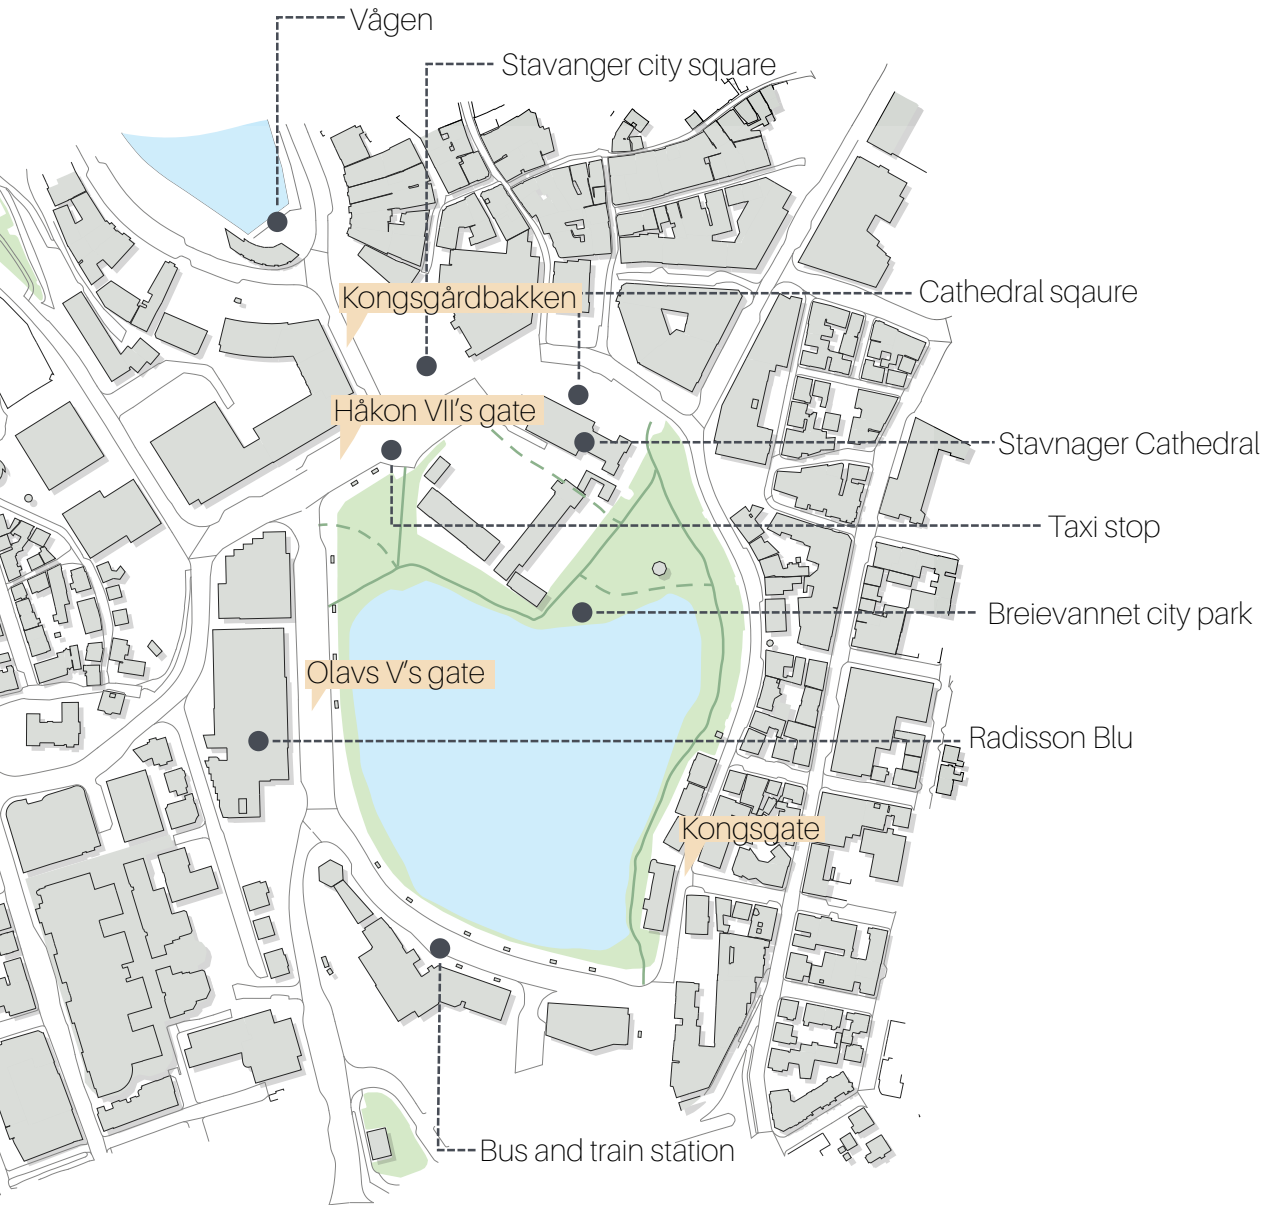 Vågen
Stavanger city square
Kongsgårdbakken
Cathedral sqaure
Håkon VII's gate
Stavnager Cathedral
Taxi stop
Breievannet city park
Olavs V's gate
Radisson Blu
Kongsgate
Bus and train station